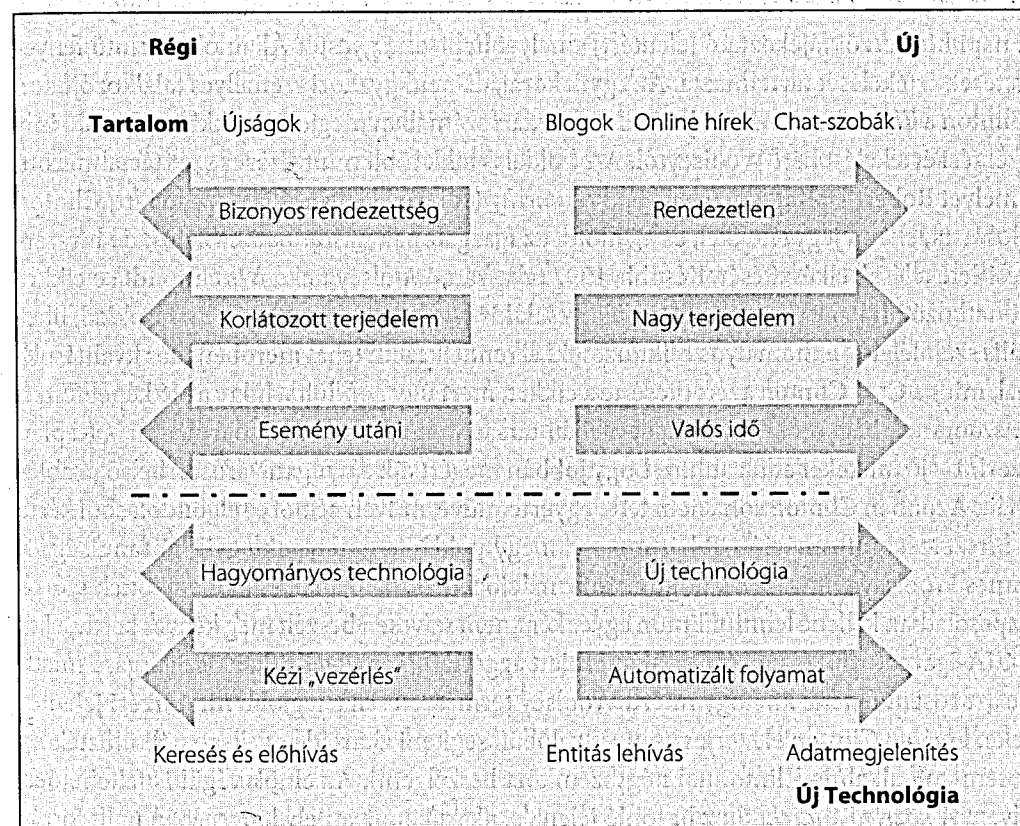 Régi Új
Tartalom Újságok Blogok Online hírek Chat-szobák
Bizonyos rendezettség Rendezetlen
Korlátozott terjedelem Nagy terjedelem
Esemény utáni Valós idő
Hagyományos technológia Új technológia
Kézi „vezérlés” Automatizált folyamat
Keresés és előhívás Entitás lehívás Adatmegjelenítés
Új Technológia